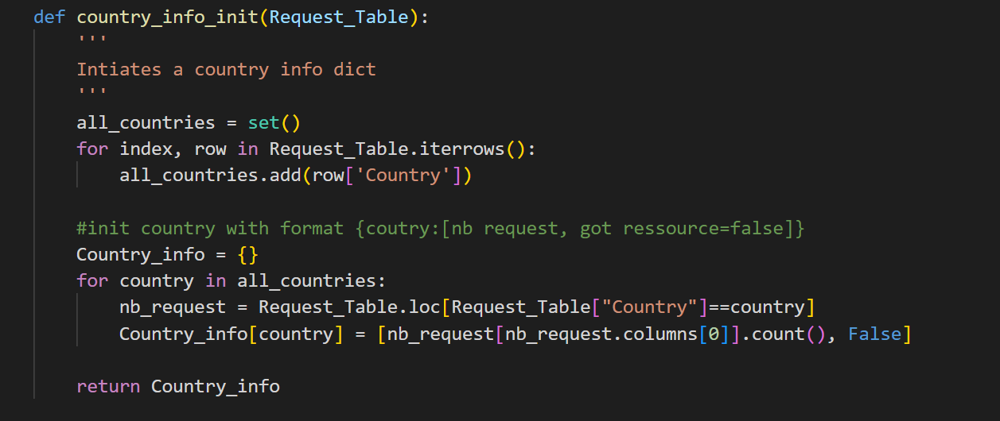 def country_info_init(Request_Table):
    '''
    Intiates a country info dict
    '''
    all_countries = set()
    for index, row in Request_Table.iterrows():
        all_countries.add(row['Country'])

    #init country with format {coutry:[nb request, got ressource=false]}
    Country_info = {}
    for country in all_countries:
        nb_request = Request_Table.loc[Request_Table["Country"]==country]
        Country_info[country] = [nb_request[nb_request.columns[0]].count(), False]

    return Country_info